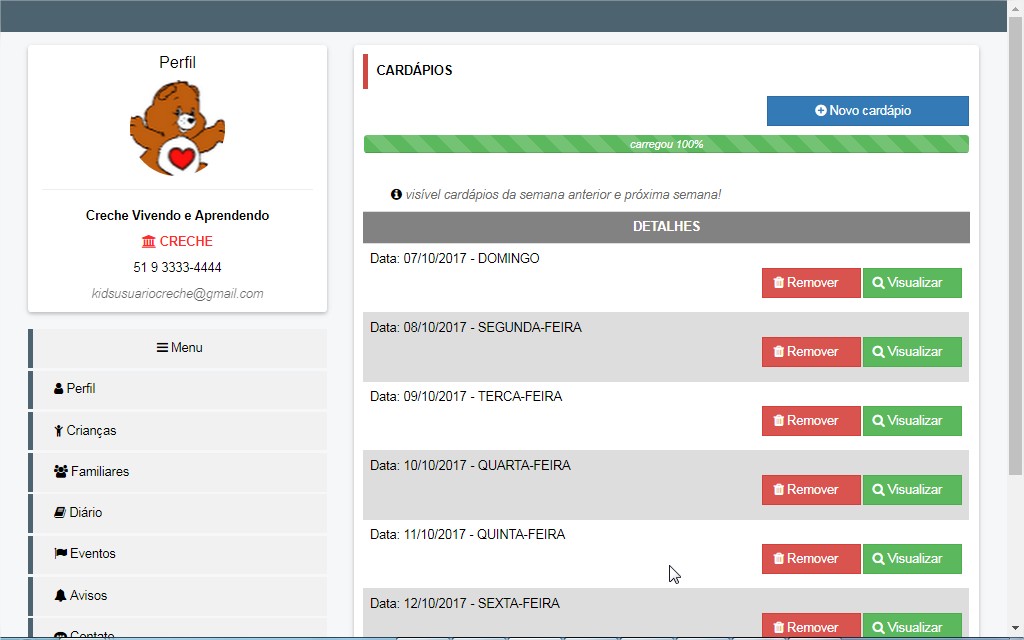 Perfil
Creche Vivendo e Aprendendo
CRECHE
51 9 3333-4444
kidsusuariocreche@gmail.com
Menu
Perfil
Crianças
Familiares
Diário
Eventos
Avisos
Contato
CARDÁPIOS
Novo cardápio
carregou 100%
visível cardápios da semana anterior e próxima semana!
DETALHES
Data: 07/10/2017 - DOMINGO
Remover Visualizar
Data: 08/10/2017 - SEGUNDA-FEIRA
Remover Visualizar
Data: 09/10/2017 - TERCA-FEIRA
Remover Visualizar
Data: 10/10/2017 - QUARTA-FEIRA
Remover Visualizar
Data: 11/10/2017 - QUINTA-FEIRA
Remover Visualizar
Data: 12/10/2017 - SEXTA-FEIRA
Remover Visualizar